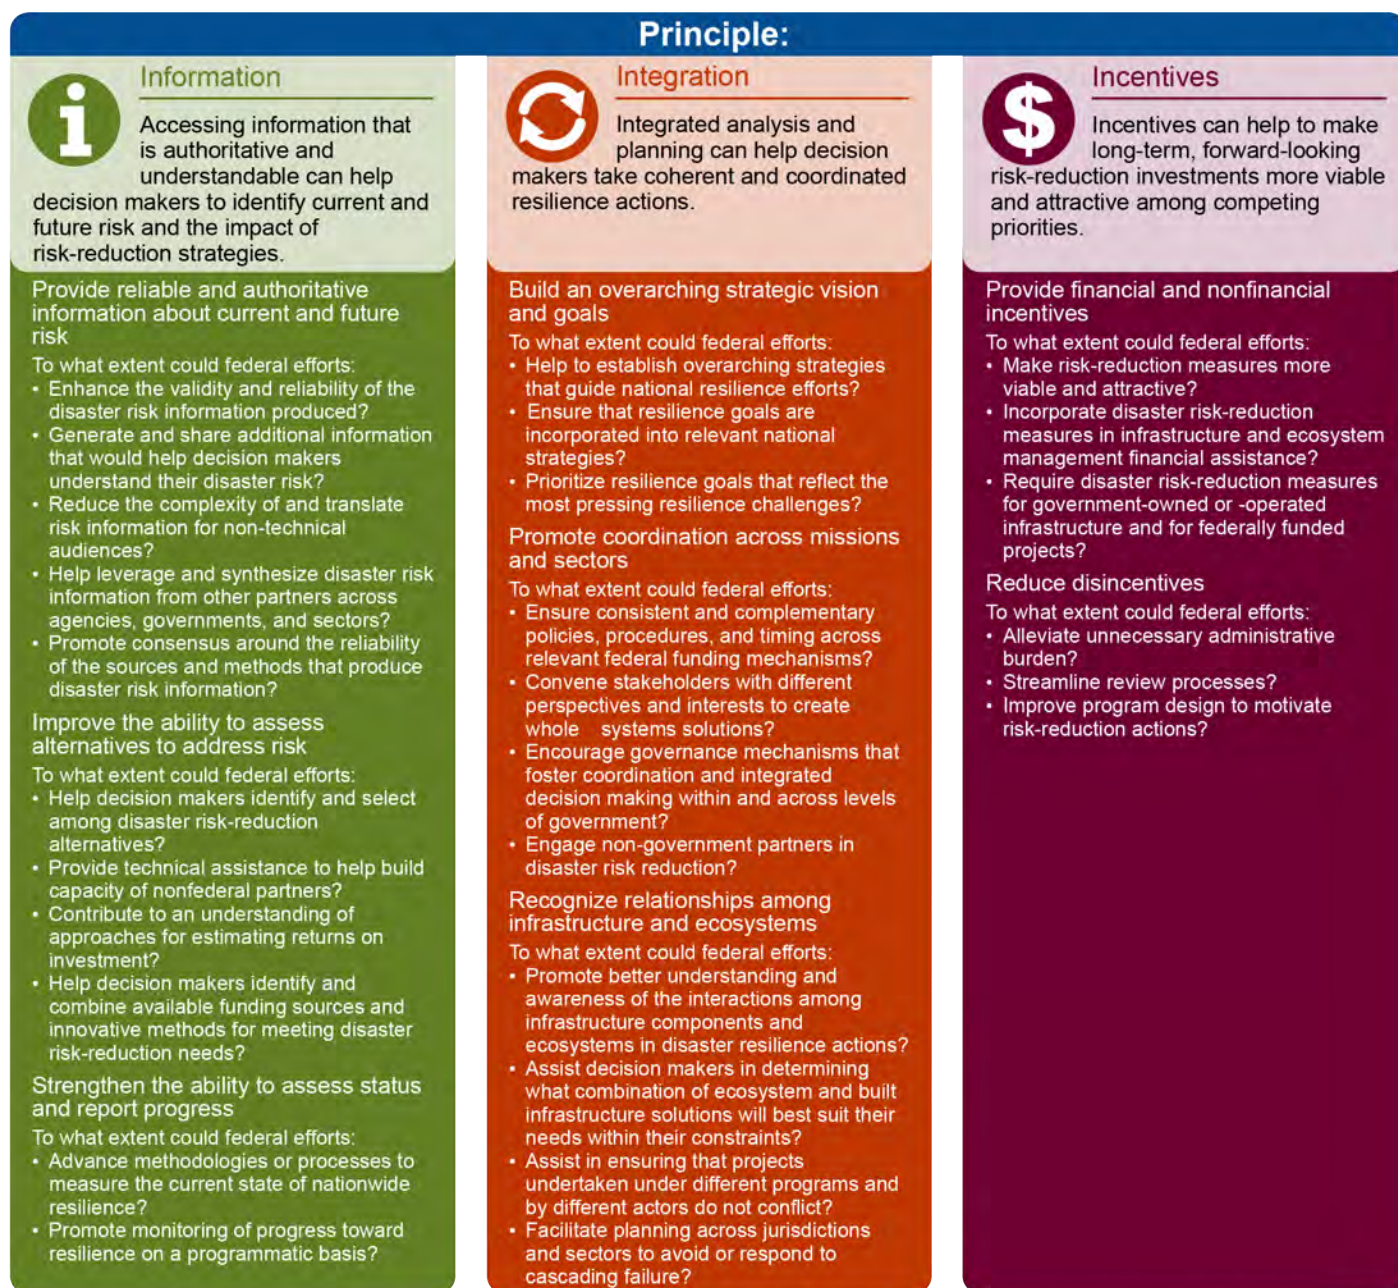 Principle:
Information
Accessing information that
is authoritative and
understandable can help
decision makers to identify current and
future risk and the impact of
risk-reduction strategies.
Provide reliable and authoritative
information about current and future
risk
To what extent could federal efforts:
• Enhance the validity and reliability of the
disaster risk information produced?
• Generate and share additional information
that would help decision makers
understand their disaster risk?
• Reduce the complexity of and translate
risk information for non-technical
audiences?
• Help leverage and synthesize disaster risk
information from other partners across
agencies, governments, and sectors?
• Promote consensus around the reliability
of the sources and methods that produce
disaster risk information?
Improve the ability to assess
alternatives to address risk
To what extent could federal efforts:
• Help decision makers identify and select
among disaster risk-reduction
alternatives?
• Provide technical assistance to help build
capacity of nonfederal partners?
• Contribute to an understanding of
approaches for estimating returns on
investment?
• Help decision makers identify and
combine available funding sources and
innovative methods for meeting disaster
risk-reduction needs?
Strengthen the ability to assess status
and report progress
To what extent could federal efforts:
• Advance methodologies or processes to
measure the current state of nationwide
resilience?
• Promote monitoring of progress toward
resilience on a programmatic basis?
Integration
Integrated analysis and
planning can help decision
makers take coherent and coordinated
resilience actions.
Build an overarching strategic vision
and goals
To what extent could federal efforts:
• Help to establish overarching strategies
that guide national resilience efforts?
• Ensure that resilience goals are
incorporated into relevant national
strategies?
• Prioritize resilience goals that reflect the
most pressing resilience challenges?
Promote coordination across missions
and sectors
To what extent could federal efforts:
• Ensure consistent and complementary
policies, procedures, and timing across
relevant federal funding mechanisms?
• Convene stakeholders with different
perspectives and interests to create
whole systems solutions?
• Encourage governance mechanisms that
foster coordination and integrated
decision making within and across levels
of government?
• Engage non-government partners in
disaster risk reduction?
Recognize relationships among
infrastructure and ecosystems
To what extent could federal efforts:
• Promote better understanding and
awareness of the interactions among
infrastructure components and
ecosystems in disaster resilience actions?
• Assist decision makers in determining
what combination of ecosystem and built
infrastructure solutions will best suit their
needs within their constraints?
• Assist in ensuring that projects
undertaken under different programs and
by different actors do not conflict?
• Facilitate planning across jurisdictions
and sectors to avoid or respond to
cascading failure?
$
Incentives
Incentives can help to make
long-term, forward-looking
risk-reduction investments more viable
and attractive among competing
priorities.
Provide financial and nonfinancial
incentives
To what extent could federal efforts:
• Make risk-reduction measures more
viable and attractive?
• Incorporate disaster risk-reduction
measures in infrastructure and ecosystem
management financial assistance?
• Require disaster risk-reduction measures
for government-owned or -operated
infrastructure and for federally funded
projects?
Reduce disincentives
To what extent could federal efforts:
• Alleviate unnecessary administrative
burden?
• Streamline review processes?
• Improve program design to motivate
risk-reduction actions?